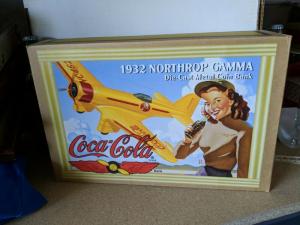 1932 NORTHROP GAMMA
Die-Cast Metal Coin Bank
Coca-Cola